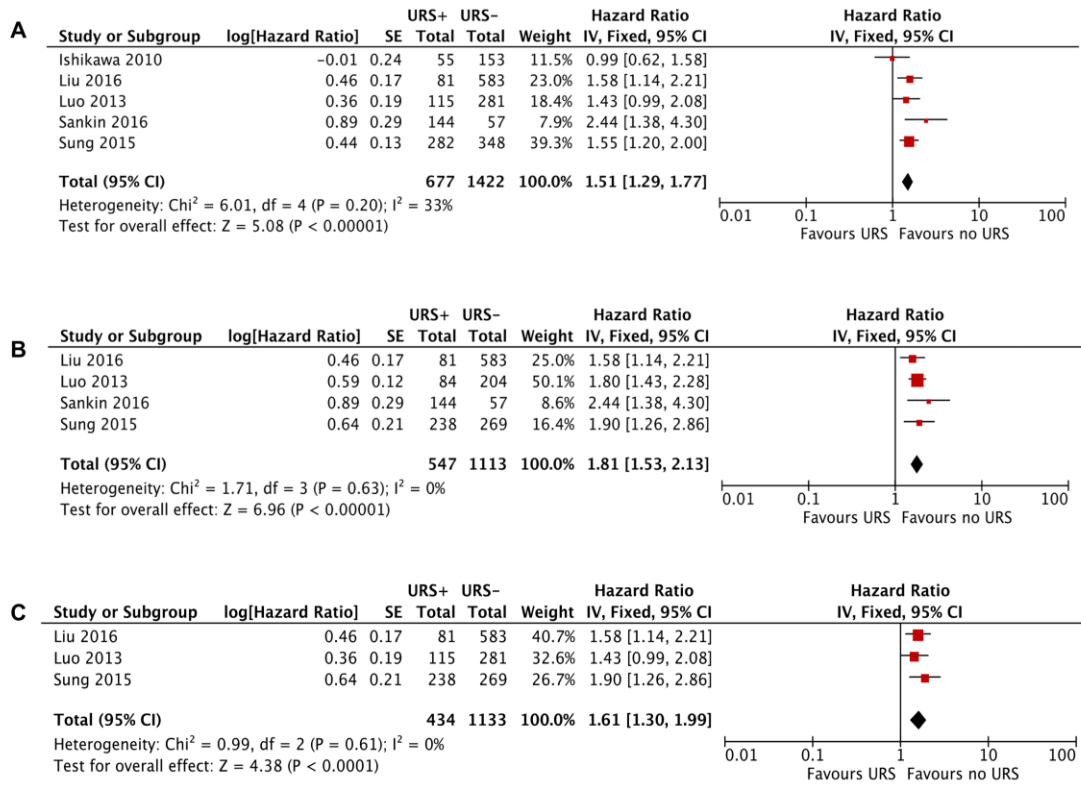 A
URS+ URS- Hazard Ratio Hazard Ratio
Study or Subgroup log[Hazard Ratio] SE Total Total Weight IV, Fixed, 95% CI IV, Fixed, 95% CI
Ishikawa 2010 −0.01 0.24 55 153 11.5% 0.99 [0.62, 1.58]
Liu 2016 0.46 0.17 81 583 23.0% 1.58 [1.14, 2.21]
Luo 2013 0.36 0.19 115 281 18.4% 1.43 [0.99, 2.08]
Sankin 2016 0.89 0.29 144 57 7.9% 2.44 [1.38, 4.30]
Sung 2015 0.44 0.13 282 348 39.3% 1.55 [1.20, 2.00]
Total (95% CI) 677 1422 100.0% 1.51 [1.29, 1.77]
Heterogeneity: Chi² = 6.01, df = 4 (P = 0.20); I² = 33%
Test for overall effect: Z = 5.08 (P < 0.00001)
0.01 0.1 1 10 100
Favours URS Favours no URS
B
URS+ URS- Hazard Ratio Hazard Ratio
Study or Subgroup log[Hazard Ratio] SE Total Total Weight IV, Fixed, 95% CI IV, Fixed, 95% CI
Liu 2016 0.46 0.17 81 583 25.0% 1.58 [1.14, 2.21]
Luo 2013 0.59 0.12 84 204 50.1% 1.80 [1.43, 2.28]
Sankin 2016 0.89 0.29 144 57 8.6% 2.44 [1.38, 4.30]
Sung 2015 0.64 0.21 238 269 16.4% 1.90 [1.26, 2.86]
Total (95% CI) 547 1113 100.0% 1.81 [1.53, 2.13]
Heterogeneity: Chi² = 1.71, df = 3 (P = 0.63); I² = 0%
Test for overall effect: Z = 6.96 (P < 0.00001)
0.01 0.1 1 10 100
Favours URS Favours no URS
C
URS+ URS- Hazard Ratio Hazard Ratio
Study or Subgroup log[Hazard Ratio] SE Total Total Weight IV, Fixed, 95% CI IV, Fixed, 95% CI
Liu 2016 0.46 0.17 81 583 40.7% 1.58 [1.14, 2.21]
Luo 2013 0.36 0.19 115 281 32.6% 1.43 [0.99, 2.08]
Sung 2015 0.64 0.21 238 269 26.7% 1.90 [1.26, 2.86]
Total (95% CI) 434 1133 100.0% 1.61 [1.30, 1.99]
Heterogeneity: Chi² = 0.99, df = 2 (P = 0.61); I² = 0%
Test for overall effect: Z = 4.38 (P < 0.0001)
0.01 0.1 1 10 100
Favours URS Favours no URS